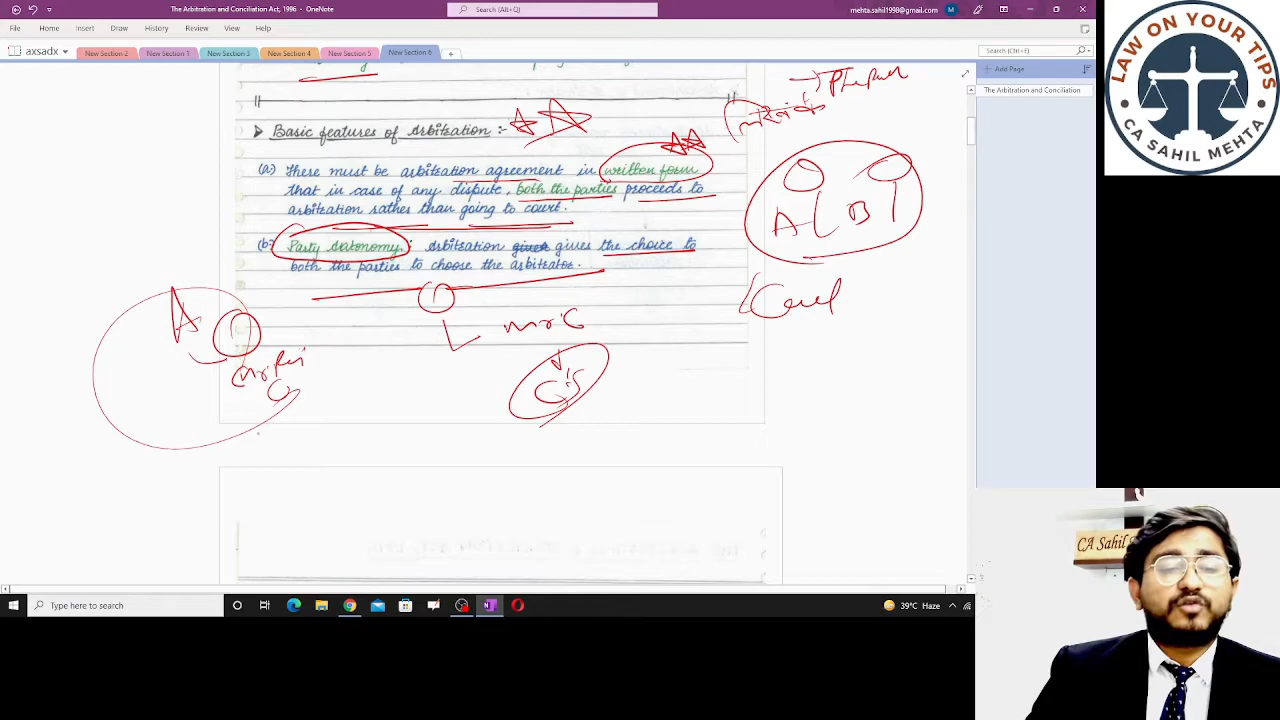 The Arbitration and Conciliation Act, 1996 - OneNote
Search (Alt+Q)
mehta.sahil1998@gmail.com
M
File Home Insert Draw History Review View Help
axsadx
New Section 2
New Section 1
New Section 3
New Section 4
New Section 5
New Section 6
Search (Ctrl+E)
Add Page
The Arbitration and Conciliation
Basic features of Arbitration :-
(a) There must be arbitration agreement in written form
that in case of any dispute, both the parties proceeds to
arbitration rather than going to court.
(b) Party Autonomy: Arbitration gives the choice to
both the parties to choose the arbitrator.
A
B
A
1
Mr C
Type here to search
39°C Haze
LAW ON YOUR TIPS
CA SAHIL MEHTA
CA Sahil